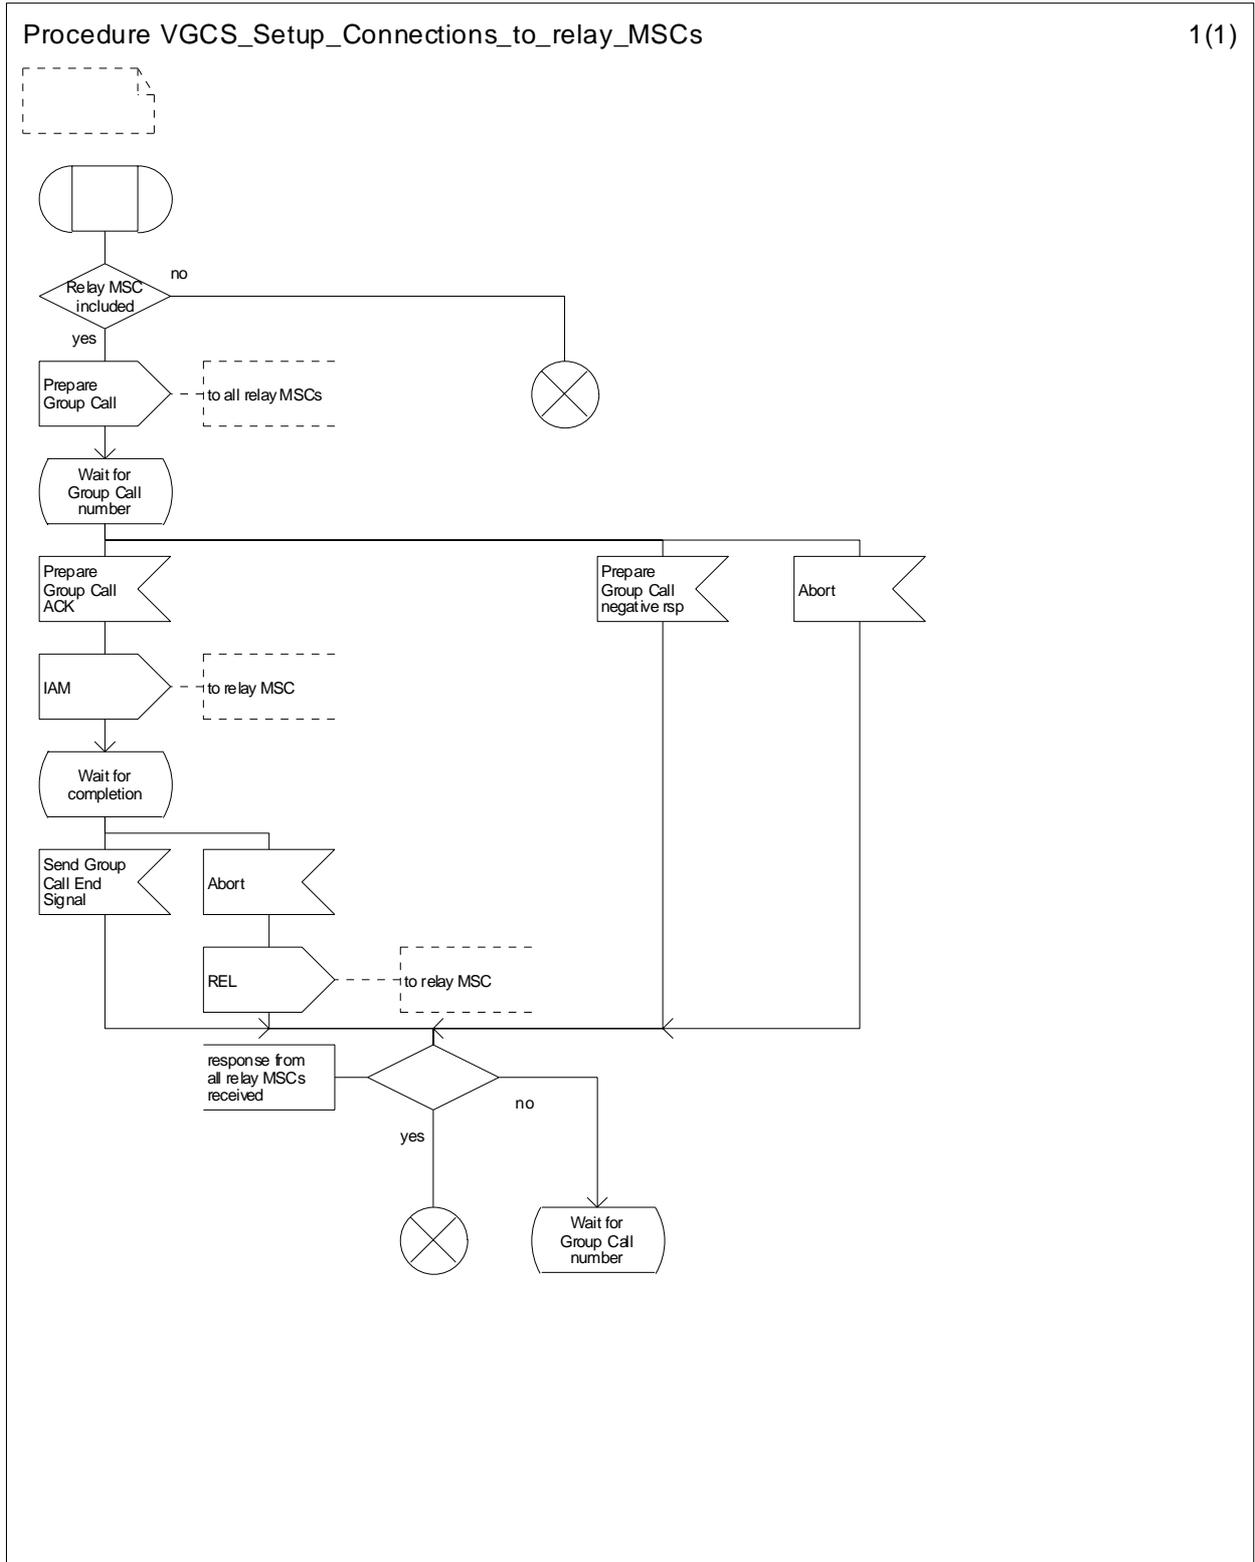 Procedure VGCS_Setup_Connections_to_relay_MSCs
1(1)
no
Relay MSC
included
yes
Prepare
Group Call
to all relay MSCs
Wait for
Group Call
number
Prepare
Group Call
ACK
Prepare
Group Call
negative rsp
Abort
IAM
to relay MSC
Wait for
completion
Send Group
Call End
Signal
Abort
REL
to relay MSC
response from
all relay MSCs
received
no
yes
Wait for
Group Call
number